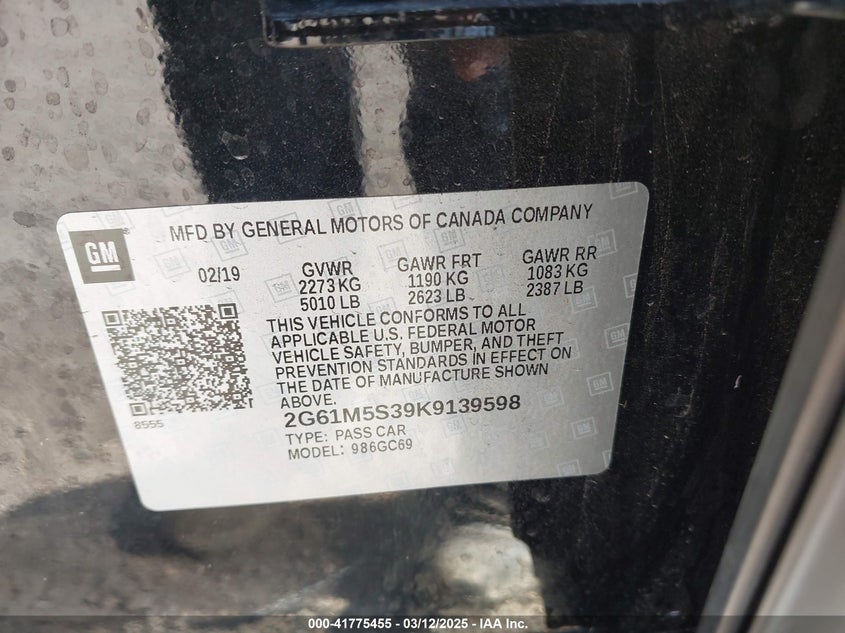 MFD BY GENERAL MOTORS OF CANADA COMPANY
GM
02/19
GVWR
2273 KG
5010 LB
GAWR FRT
1190 KG
2623 LB
GAWR RR
1083 KG
2387 LB
THIS VEHICLE CONFORMS TO ALL
APPLICABLE U.S. FEDERAL MOTOR
VEHICLE SAFETY, BUMPER, AND THEFT
PREVENTION STANDARDS IN EFFECT ON
THE DATE OF MANUFACTURE SHOWN
ABOVE.
8555
2G61M5S39K9139598
TYPE: PASS CAR
MODEL: 986GC69
000-41775455 - 03/12/2025 - IAA Inc.